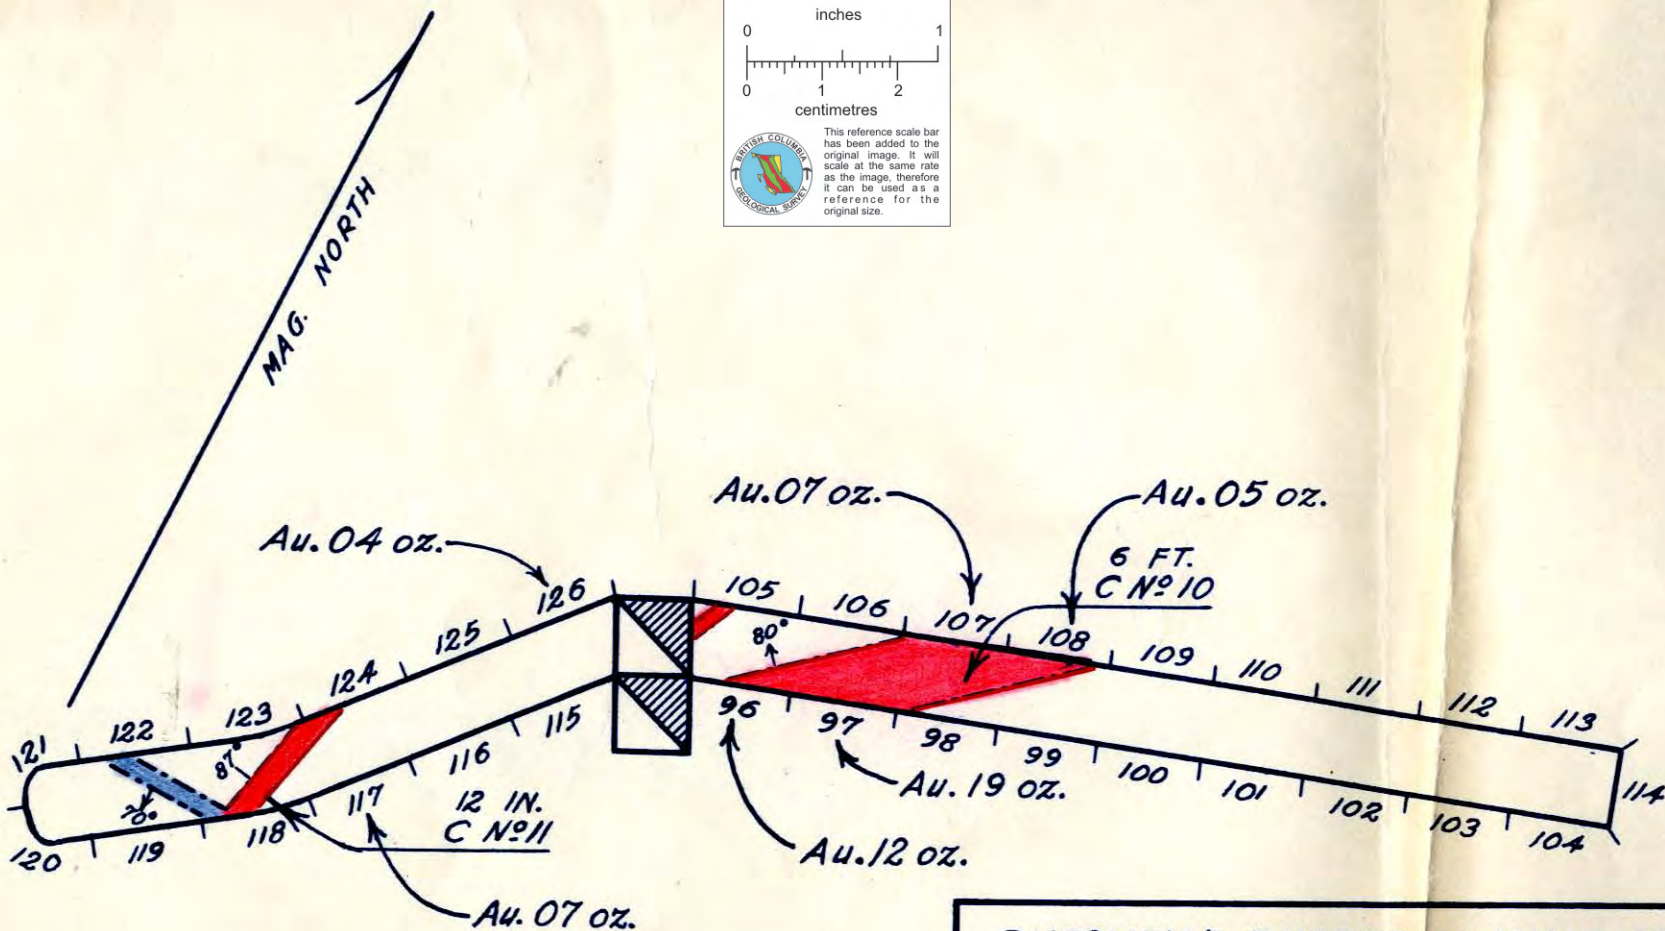 inches
0 1
0 1 2
centimetres
This reference scale bar
has been added to the
original image. It will
scale at the same rate
as the image, therefore
it can be used as a
reference for the
original size.
BRITISH COLUMBIA
GEOLOGICAL SURVEY
MAG. NORTH
Au.07 oz.
Au.05 oz.
Au.04 oz.
6 FT.
C Nº 10
126
105
106
107
108
109
110
111
112
113
114
125
124
123
122
121
80°
87°
70°
96
97
98
99
100
101
102
103
104
115
116
117
118
119
120
12 IN.
C Nº 11
Au.19 oz.
Au.12 oz.
Au.07 oz.